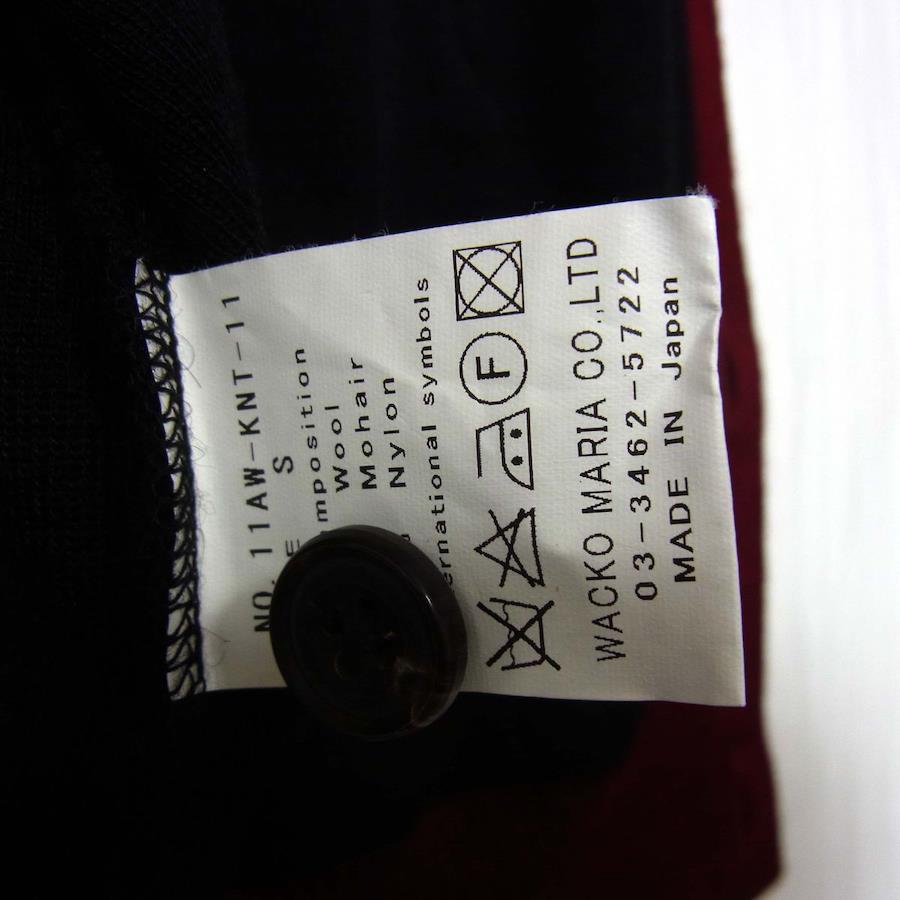 NO. 11AW-KNT-11
E S
mposition
Wool
Mohair
Nylon
ernational symbols
F
WACKO MARIA CO.,LTD
03-3462-5722
MADE IN Japan